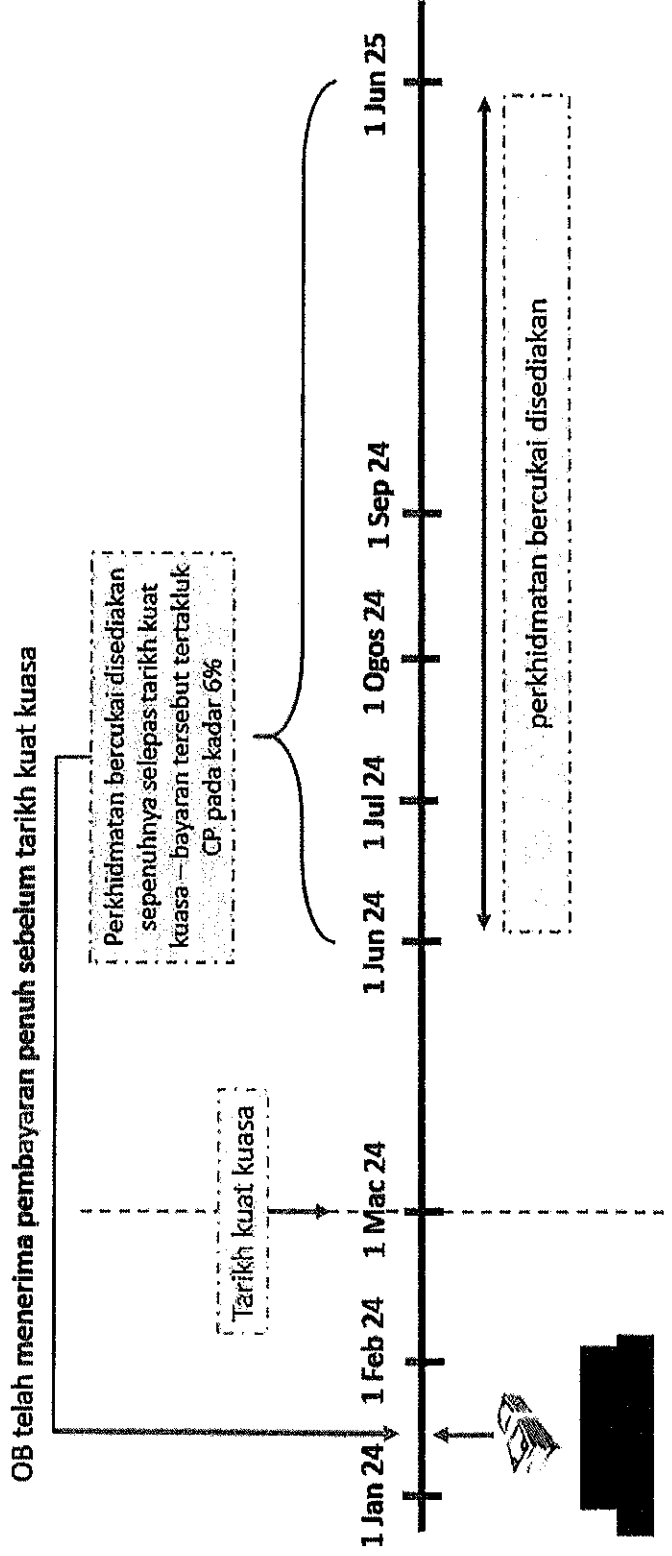 OB telah menerima pembayaran penuh sebelum tarikh kuat kuasa
Perkhidmatan bercukai disediakan
sepenuhnya selepas tarikh kuat
kuasa – bayaran tersebut tertakluk
CP pada kadar 6%
Tarikh kuat kuasa
1 Jan 24
1 Feb 24
1 Mac 24
1 Jun 24
1 Jul 24
1 Ogos 24
1 Sep 24
1 Jun 25
perkhidmatan bercukai disediakan